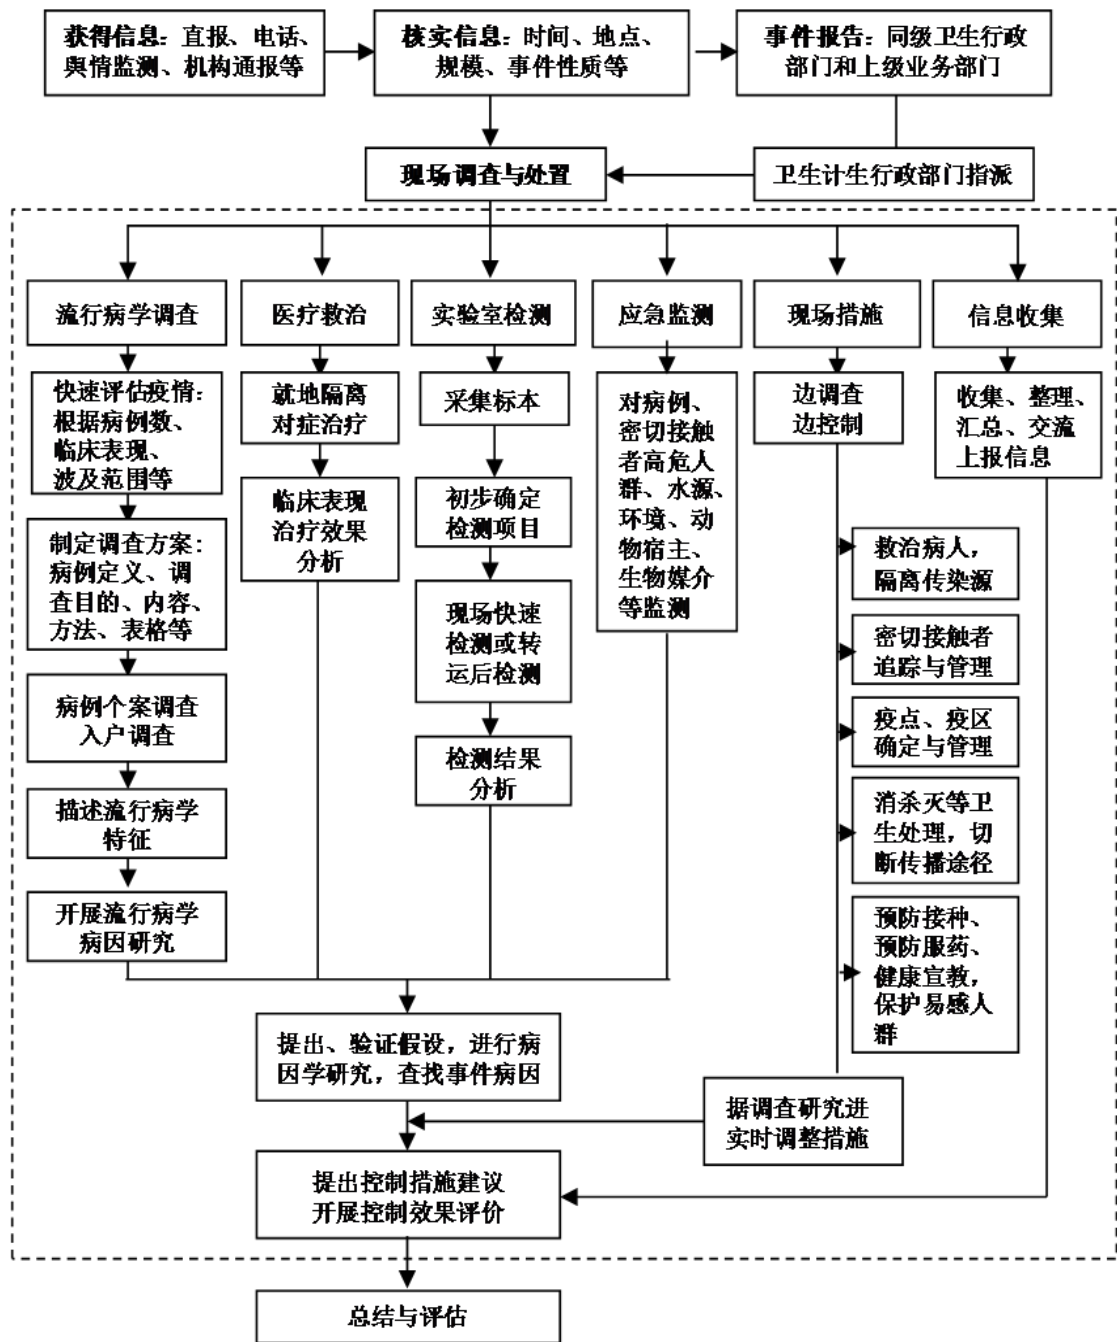 获得信息：直报、电话、
舆情监测、机构通报等
核实信息：时间、地点、
规模、事件性质等
事件报告：同级卫生行政
部门和上级业务部门
现场调查与处置
卫生计生行政部门指派
流行病学调查
医疗救治
实验室检测
应急监测
现场措施
信息收集
快速评估疫情：
根据病例数、
临床表现、
波及范围等
制定调查方案：
病例定义、调
查目的、内容、
方法、表格等
病例个案调查
入户调查
描述流行病学
特征
开展流行病学
病因研究
就地隔离
对症治疗
临床表现
治疗效果
分析
采集标本
初步确定
检测项目
现场快速
检测或转
运后检测
检测结果
分析
对病例、
密切接触
者高危人
群、水源、
环境、动
物宿主、
生物媒介
等监测
边调查
边控制
救治病人，
隔离传染源
密切接触者
追踪与管理
疫点、疫区
确定与管理
消杀灭等卫
生处理，切
断传播途径
预防接种、
预防服药、
健康宣教，
保护易感人
群
收集、整理、
汇总、交流
上报信息
提出、验证假设，进行病
因学研究，查找事件病因
据调查研究进
实时调整措施
提出控制措施建议
开展控制效果评价
总结与评估